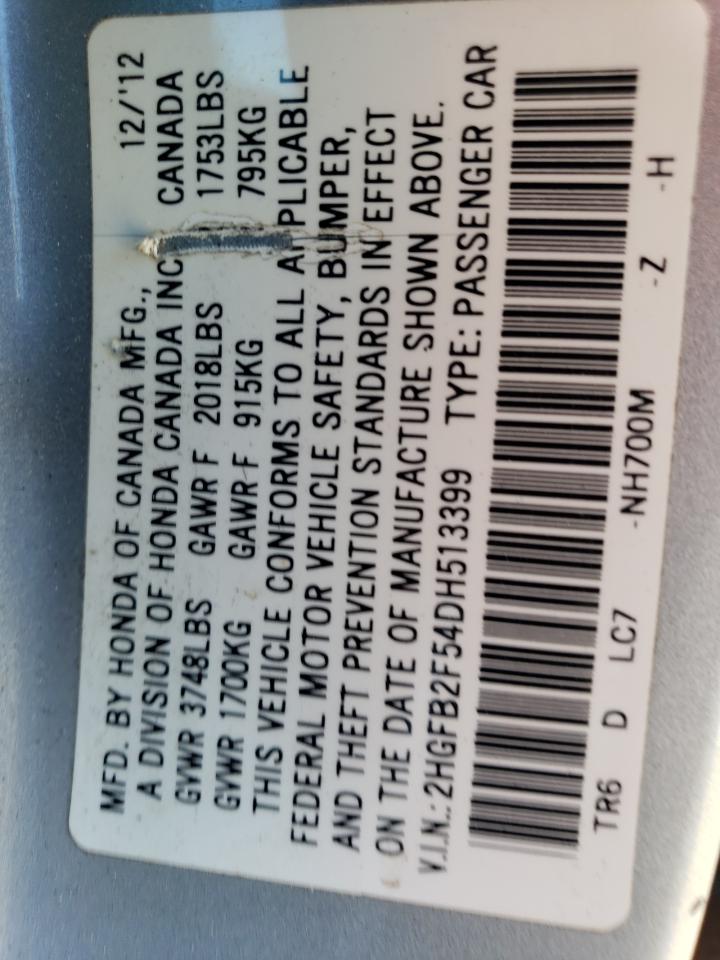 MFD. BY HONDA OF CANADA MFG., 12/'12
A DIVISION OF HONDA CANADA INC CANADA
GVWR 3748LBS GAWR F 2018LBS 1753LBS
GVWR 1700KG GAWR F 915KG 795KG
THIS VEHICLE CONFORMS TO ALL APPLICABLE
FEDERAL MOTOR VEHICLE SAFETY, BUMPER,
AND THEFT PREVENTION STANDARDS IN EFFECT
ON THE DATE OF MANUFACTURE SHOWN ABOVE.
V.I.N.: 2HGFB2F54DH513399 TYPE: PASSENGER CAR
TR6 D LC7 -NH700M -Z -H